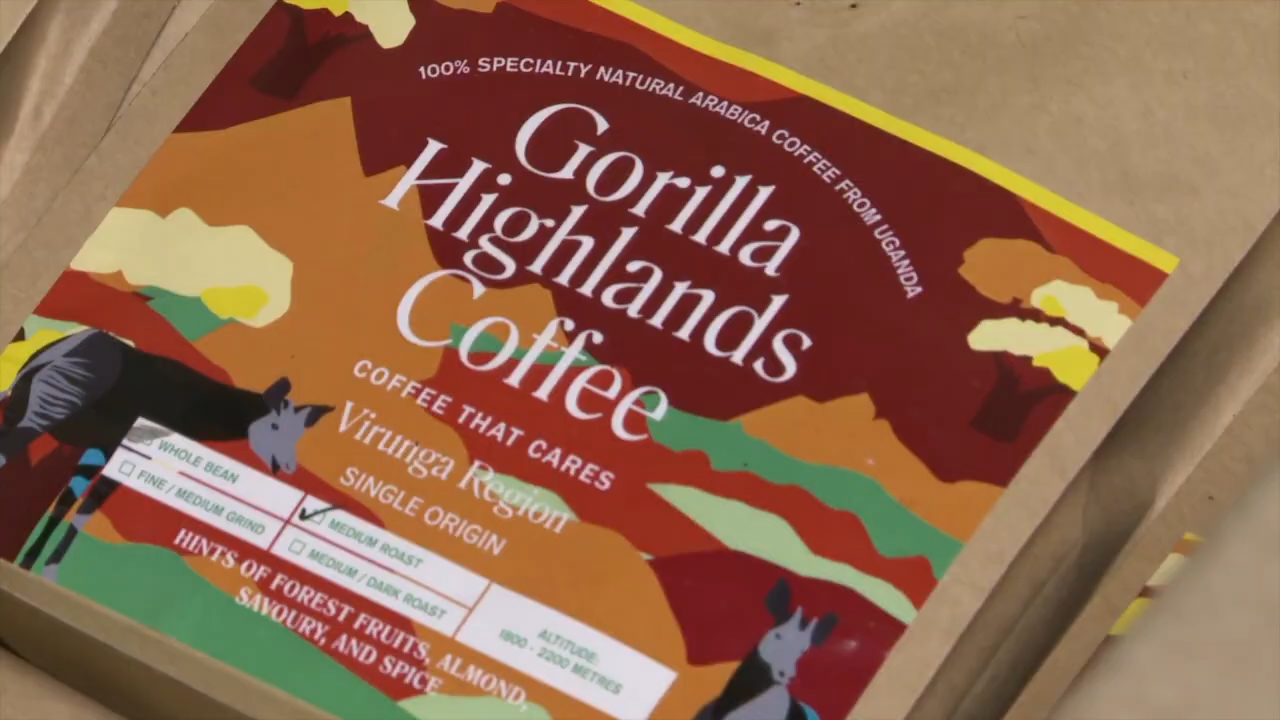 100% SPECIALTY NATURAL ARABICA COFFEE FROM UGANDA
Gorilla
Highlands
Coffee
COFFEE THAT CARES
Virunga Region
SINGLE ORIGIN
WHOLE BEAN
FINE / MEDIUM GRIND
MEDIUM ROAST
MEDIUM / DARK ROAST
ALTITUDE:
1800 - 2200 METRES
HINTS OF FOREST FRUITS, ALMOND,
SAVOURY, AND SPICE